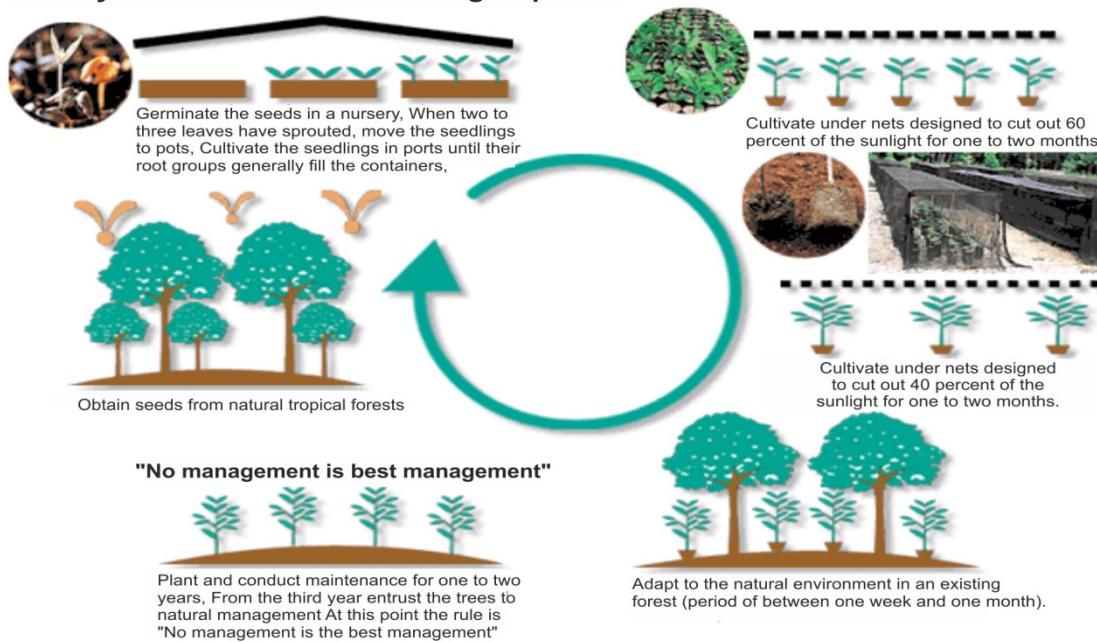 Germinate the seeds in a nursery, When two to
three leaves have sprouted, move the seedlings
to pots, Cultivate the seedlings in ports until their
root groups generally fill the containers,
Cultivate under nets designed to cut out 60
percent of the sunlight for one to two months
Cultivate under nets designed
to cut out 40 percent of the
sunlight for one to two months.
Adapt to the natural environment in an existing
forest (period of between one week and one month).
"No management is best management"
Plant and conduct maintenance for one to two
years, From the third year entrust the trees to
natural management At this point the rule is
"No management is the best management"
Obtain seeds from natural tropical forests